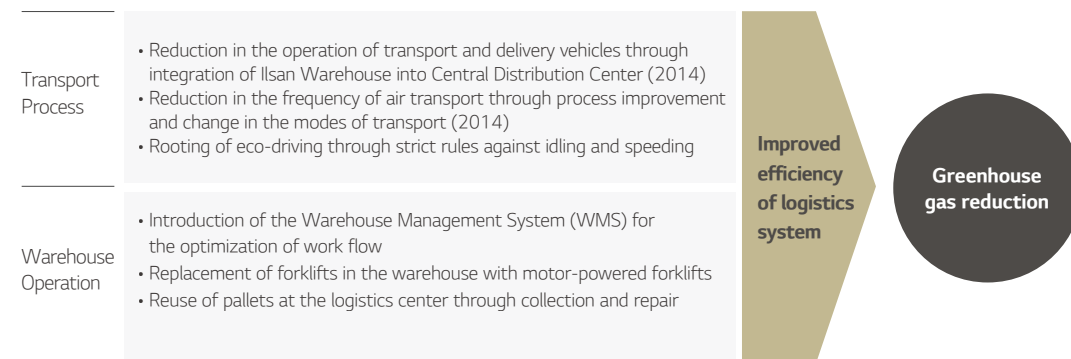 Transport
Process
• Reduction in the operation of transport and delivery vehicles through
integration of Ilsan Warehouse into Central Distribution Center (2014)
• Reduction in the frequency of air transport through process improvement
and change in the modes of transport (2014)
• Rooting of eco-driving through strict rules against idling and speeding
Warehouse
Operation
• Introduction of the Warehouse Management System (WMS) for
the optimization of work flow
• Replacement of forklifts in the warehouse with motor-powered forklifts
• Reuse of pallets at the logistics center through collection and repair
Improved
efficiency
of logistics
system
Greenhouse
gas reduction